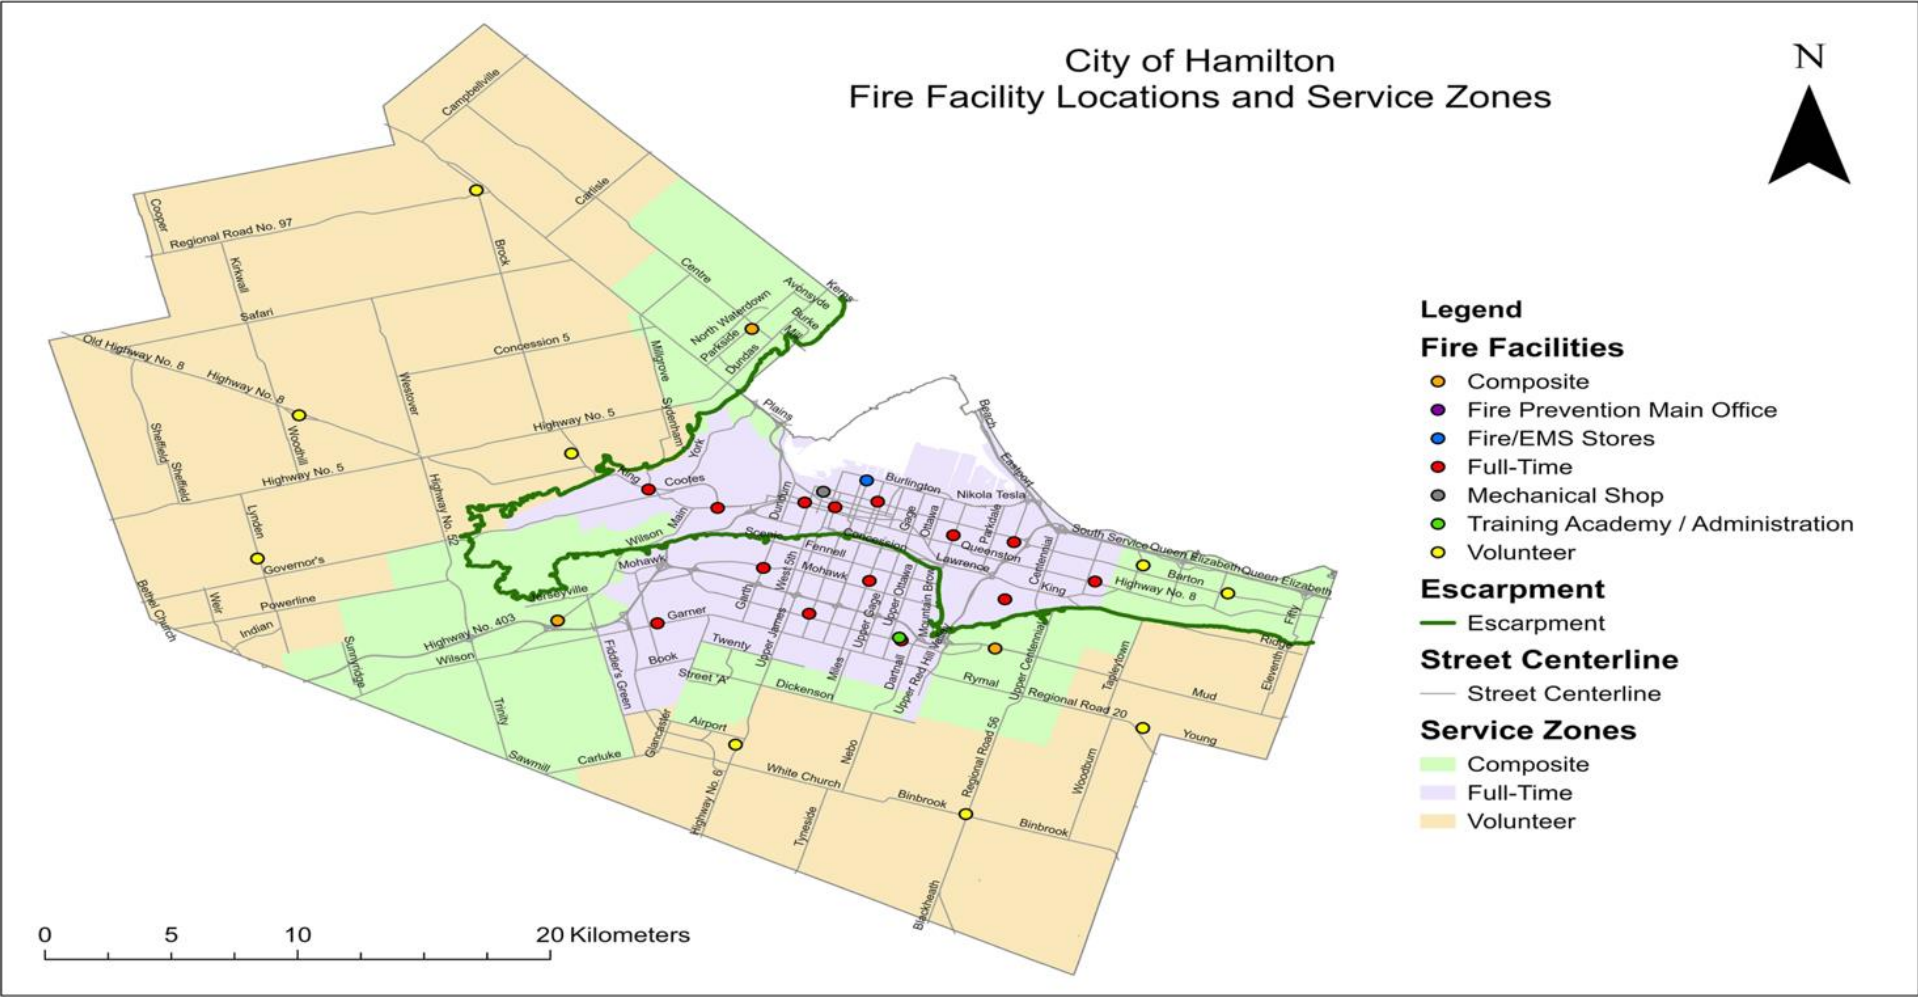 City of Hamilton
Fire Facility Locations and Service Zones
N
Campbellville
Carlisle
Cooper
Regional Road No. 97
Kirkwall
Brock
Safari
Centre
Avonsyde
Kerns
North Waterdown
Burke
Parkside
Dundas
Old Highway No. 8
Highway No. 8
Concession 5
Millgrove
Westover
Sydenham
Plains
Beach
Highway No. 5
Woodhill
Sheffield
Sheffield
Highway No. 5
York
King
Cootes
Eastport
Lynden
Highway No. 52
Main
Dundurn
Burlington
Nikola Tesla
Gage
Ottawa
Parkdale
Wilson
Scenic
Concession
South Service
Queen Elizabeth
Queen Elizabeth
Governor's
Mohawk
Fennell
Mohawk
Queenston
Lawrence
Centennial
King
Barton
Highway No. 8
Fifty
Bethel Church
Weir
Powerline
Indian
Jerseyville
Highway No. 403
Wilson
Garner
Garth
West 5th
Upper James
Upper Gage
Upper Ottawa
Mountain Brow
Ridge
Eleventh
Sunnyridge
Fiddler's Green
Book
Twenty
Street 'A'
Miles
Dartnall
Upper Red Hill Valley
Upper Centennial
Rymal
Tapleytown
Mud
Dickenson
Regional Road 20
Young
Trinity
Glancaster
Airport
Nebo
Regional Road 56
Woodburn
Sawmill
Carluke
White Church
Highway No. 6
Binbrook
Binbrook
Tyneside
Blackheath
Legend
Fire Facilities
Composite
Fire Prevention Main Office
Fire/EMS Stores
Full-Time
Mechanical Shop
Training Academy / Administration
Volunteer
Escarpment
Escarpment
Street Centerline
Street Centerline
Service Zones
Composite
Full-Time
Volunteer
0 5 10 20 Kilometers